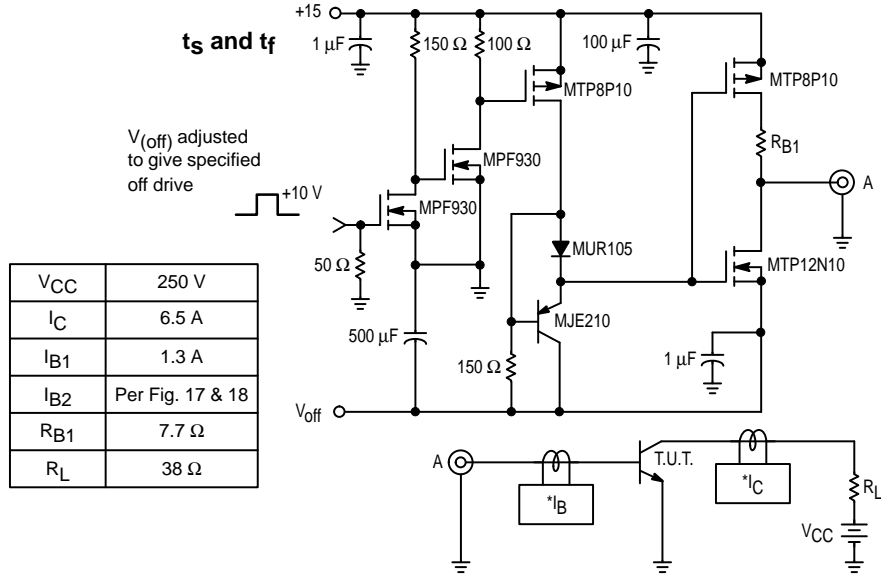 +15
ts and tf
1 μF
150 Ω
100 Ω
100 μF
MTP8P10
MTP8P10
RB1
V(off) adjusted
to give specified
off drive
MPF930
+10 V
MPF930
A
50 Ω
MUR105
MTP12N10
VCC 250 V
IC 6.5 A
IB1 1.3 A
IB2 Per Fig. 17 & 18
RB1 7.7 Ω
RL 38 Ω
500 μF
MJE210
150 Ω
1 μF
Voff
A
*IB
T.U.T.
*IC
RL
VCC